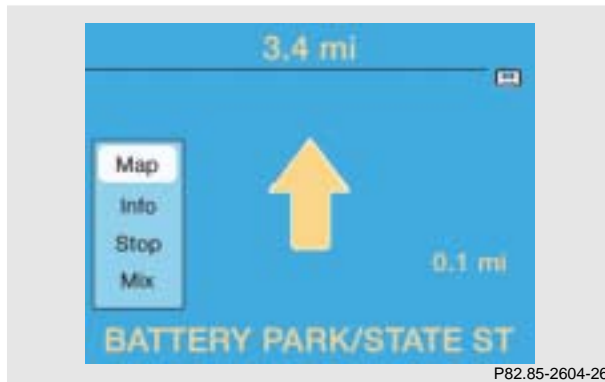 3.4 mi
Map
Info
Stop
Mix
0.1 mi
BATTERY PARK/STATE ST
P82.85-2604-26